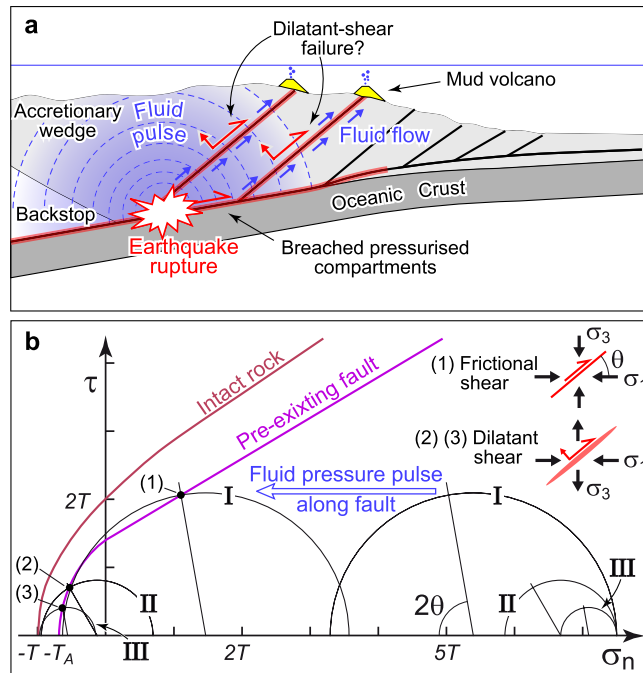 a
Dilatant-shear
failure?
Mud volcano
Accretionary
wedge
Fluid
pulse
Fluid flow
Backstop
Oceanic Crust
Earthquake
rupture
Breached pressurised
compartments
b
τ
Intact rock
Pre-exixting fault
σ3
θ
(1) Frictional
shear
σ
(2) (3) Dilatant
shear
σ
σ3
Fluid pressure pulse
along fault
(1)
I
I
2T
(2)
(3)
II
III
2θ
II
III
-T
-TA
2T
5T
σn